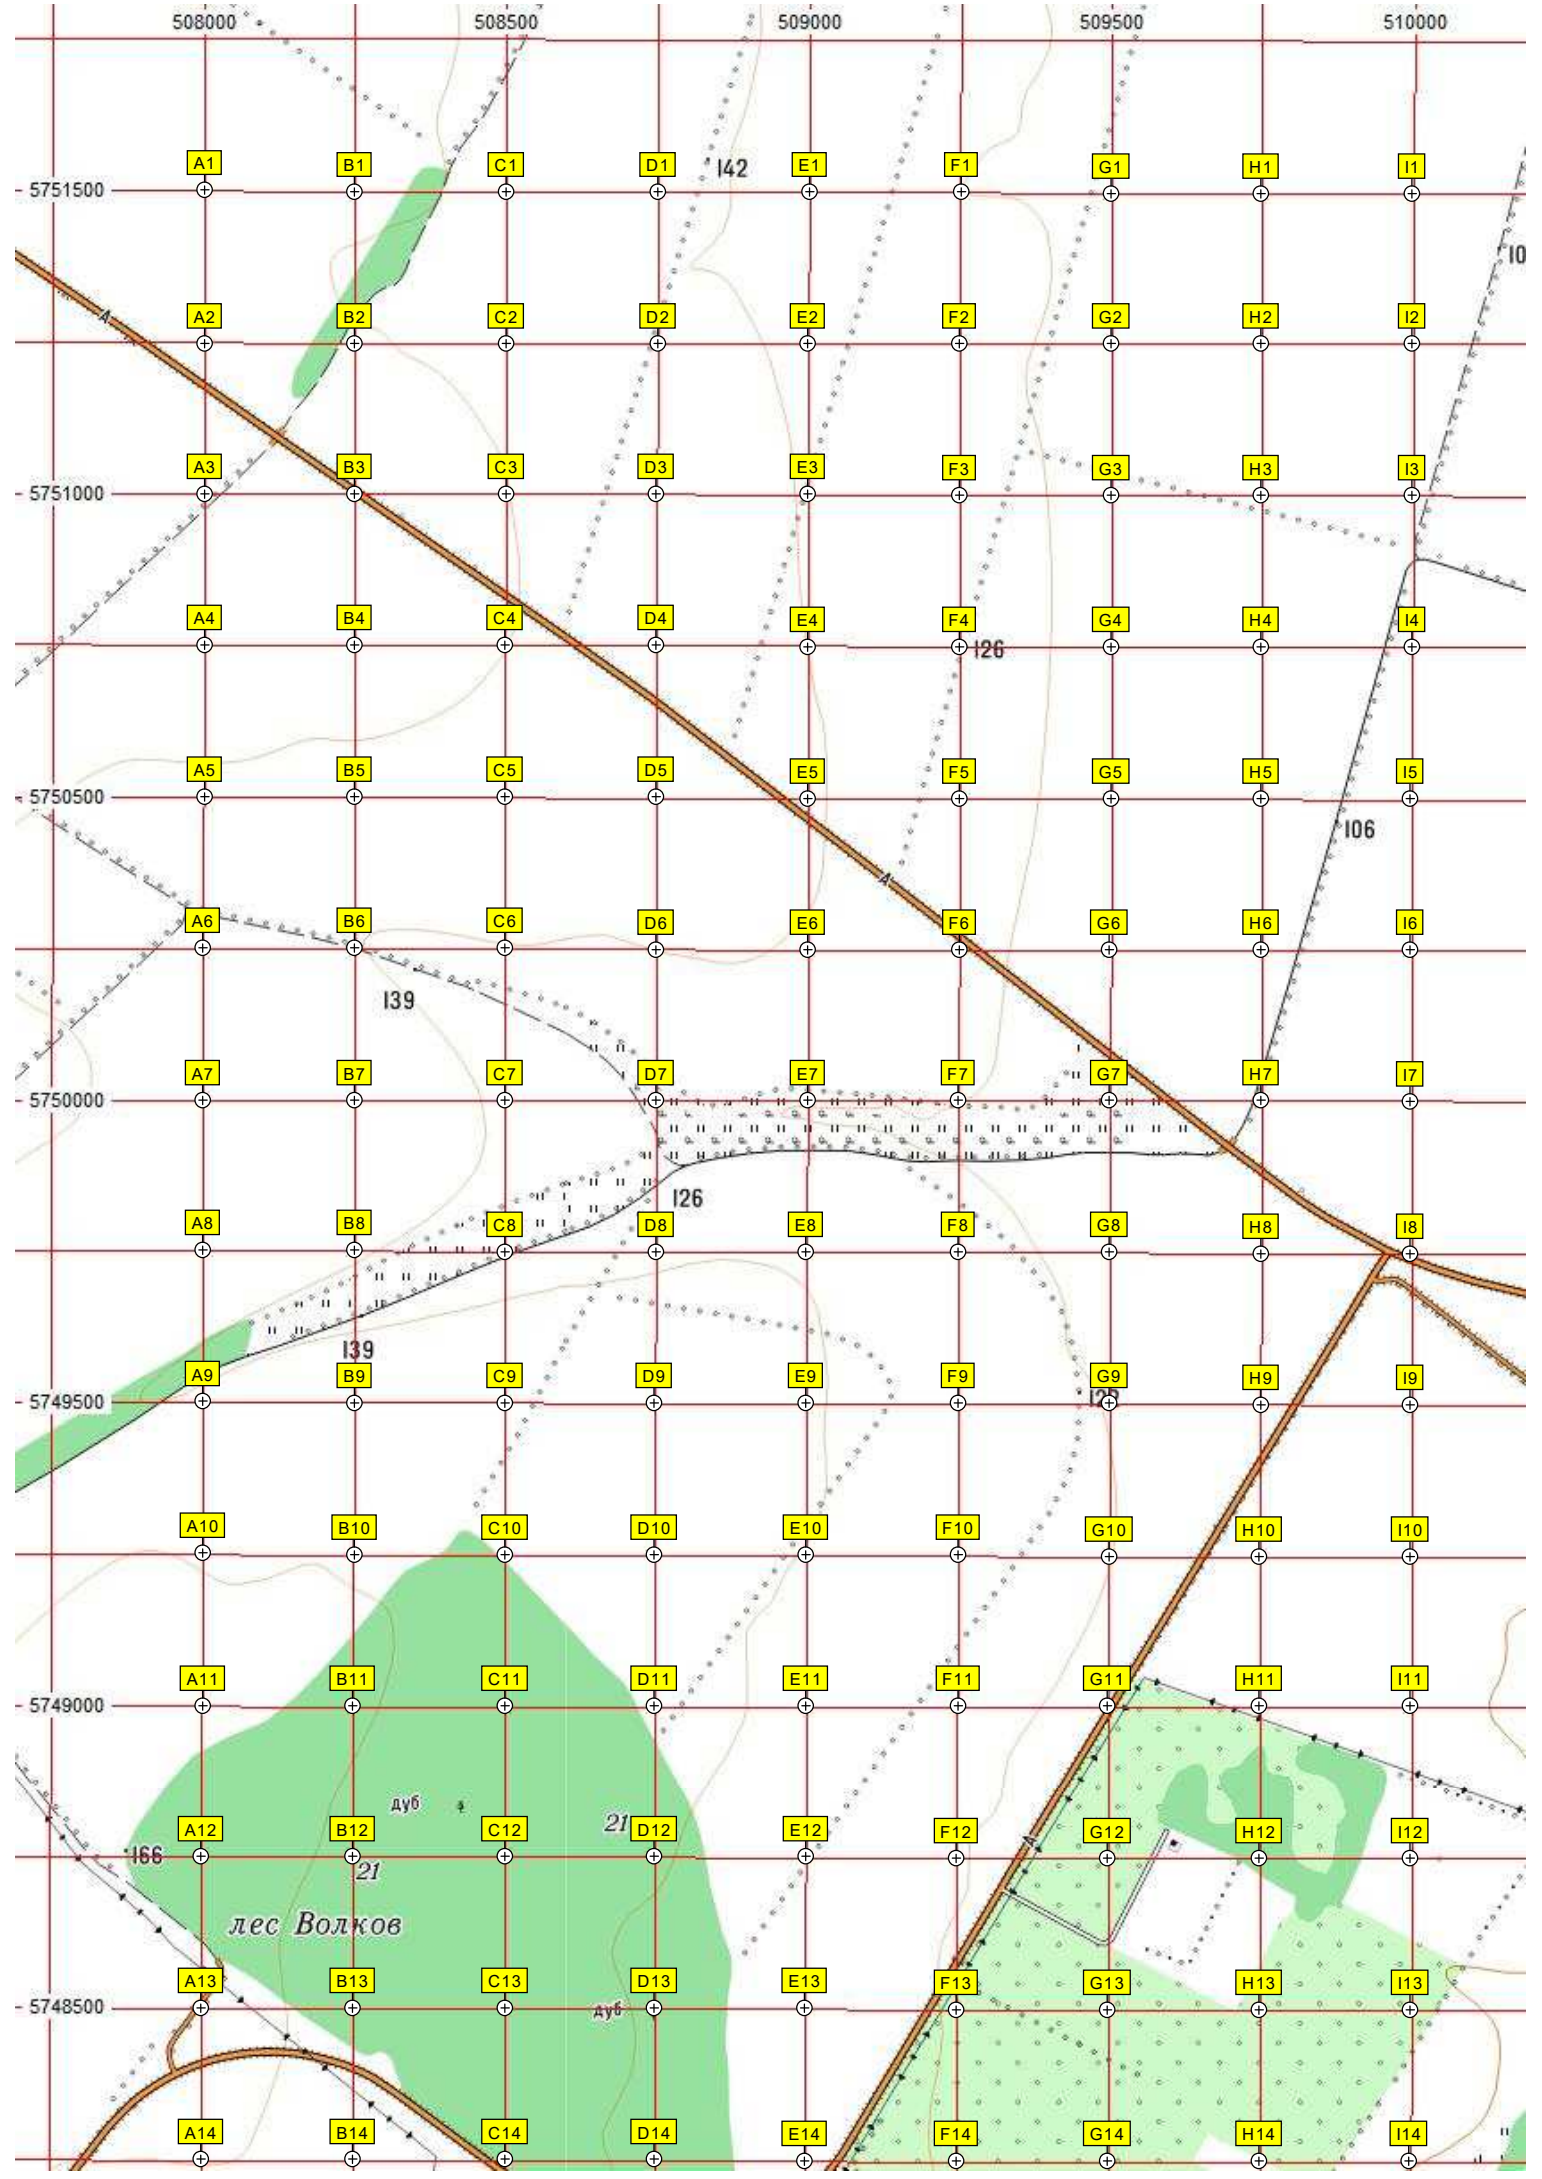 508000 508500 509000 509500 510000
A1 B1 C1 D1 142 E1 F1 G1 H1 I1
5751500
10
A A2 B2 C2 D2 E2 F2 G2 H2 I2
A3 B3 C3 D3 E3 F3 G3 H3 I3
5751000
A4 B4 C4 D4 E4 F4 G4 H4 I4
126
A5 B5 C5 D5 E5 F5 G5 H5 I5
5750500
106
A
A6 B6 C6 D6 E6 F6 G6 H6 I6
139
A7 B7 C7 D7 E7 F7 G7 H7 I7
5750000
126
A8 B8 C8 D8 E8 F8 G8 H8 I8
139
A9 B9 C9 D9 E9 F9 G9 H9 I9
5749500
A10 B10 C10 D10 E10 F10 G10 H10 I10
A11 B11 C11 D11 E11 F11 G11 H11 I11
5749000
дуб 21
A12 B12 C12 D12 E12 F12 A G12 H12 I12
166 21
лес Волков
A13 B13 C13 D13 E13 F13 G13 H13 I13
5748500 дуб
A14 B14 C14 D14 E14 F14 G14 H14 I14